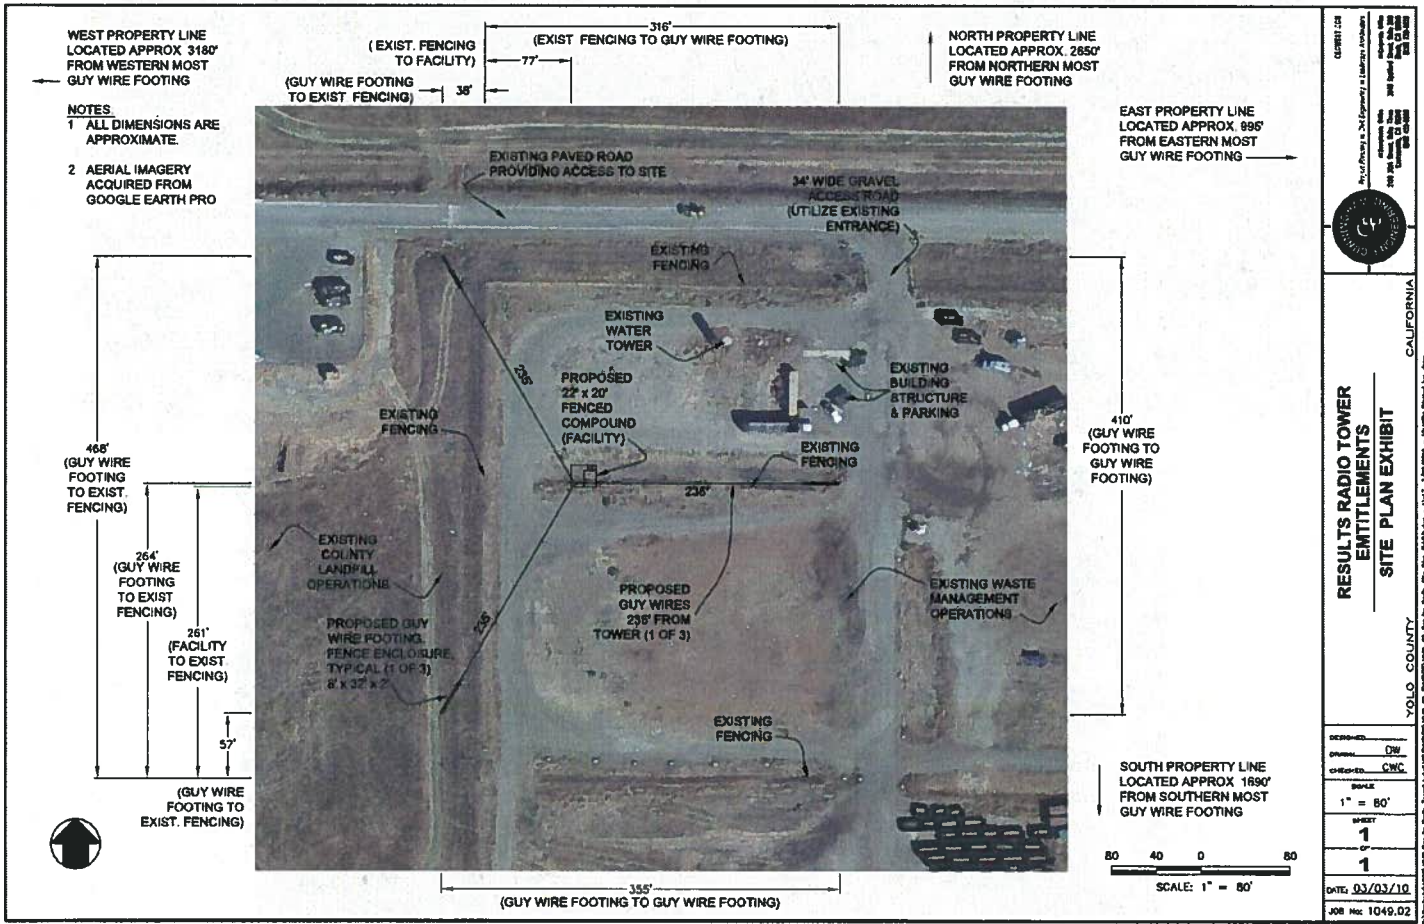 WEST PROPERTY LINE
LOCATED APPROX 3180'
FROM WESTERN MOST
GUY WIRE FOOTING
NOTES:
1 ALL DIMENSIONS ARE
APPROXIMATE.
2 AERIAL IMAGERY
ACQUIRED FROM
GOOGLE EARTH PRO
316'
(EXIST FENCING TO GUY WIRE FOOTING)
( EXIST. FENCING
TO FACILITY)
77'
(GUY WIRE FOOTING
TO EXIST FENCING)
38'
NORTH PROPERTY LINE
LOCATED APPROX. 2650'
FROM NORTHERN MOST
GUY WIRE FOOTING
EAST PROPERTY LINE
LOCATED APPROX. 995'
FROM EASTERN MOST
GUY WIRE FOOTING
EXISTING PAVED ROAD
PROVIDING ACCESS TO SITE
34' WIDE GRAVEL
ACCESS ROAD
(UTILIZE EXISTING
ENTRANCE)
EXISTING
FENCING
EXISTING
WATER
TOWER
235'
PROPOSED
22' x 20'
FENCED
COMPOUND
(FACILITY)
EXISTING
BUILDING
STRUCTURE
& PARKING
EXISTING
FENCING
EXISTING
FENCING
235'
468'
(GUY WIRE
FOOTING
TO EXIST.
FENCING)
410'
(GUY WIRE
FOOTING TO
GUY WIRE
FOOTING)
264'
(GUY WIRE
FOOTING
TO EXIST
FENCING)
261'
(FACILITY
TO EXIST.
FENCING)
57'
(GUY WIRE
FOOTING TO
EXIST. FENCING)
EXISTING
COUNTY
LANDFILL
OPERATIONS
235'
PROPOSED GUY
WIRE FOOTING,
FENCE ENCLOSURE,
TYPICAL (1 OF 3)
8' x 32' x 2'
PROPOSED
GUY WIRES
235' FROM
TOWER (1 OF 3)
EXISTING WASTE
MANAGEMENT
OPERATIONS
EXISTING
FENCING
SOUTH PROPERTY LINE
LOCATED APPROX 1690'
FROM SOUTHERN MOST
GUY WIRE FOOTING
355'
(GUY WIRE FOOTING TO GUY WIRE FOOTING)
80 40 0 80
SCALE: 1" = 80'
RESULTS RADIO TOWER
EMTITLEMENTS
SITE PLAN EXHIBIT
YOLO COUNTY
CALIFORNIA
DESIGNED
DRAWN DW
CHECKED CWC
SCALE
1" = 80'
SHEET
1
OF
1
DATE: 03/03/10
JOB No: 1049.02